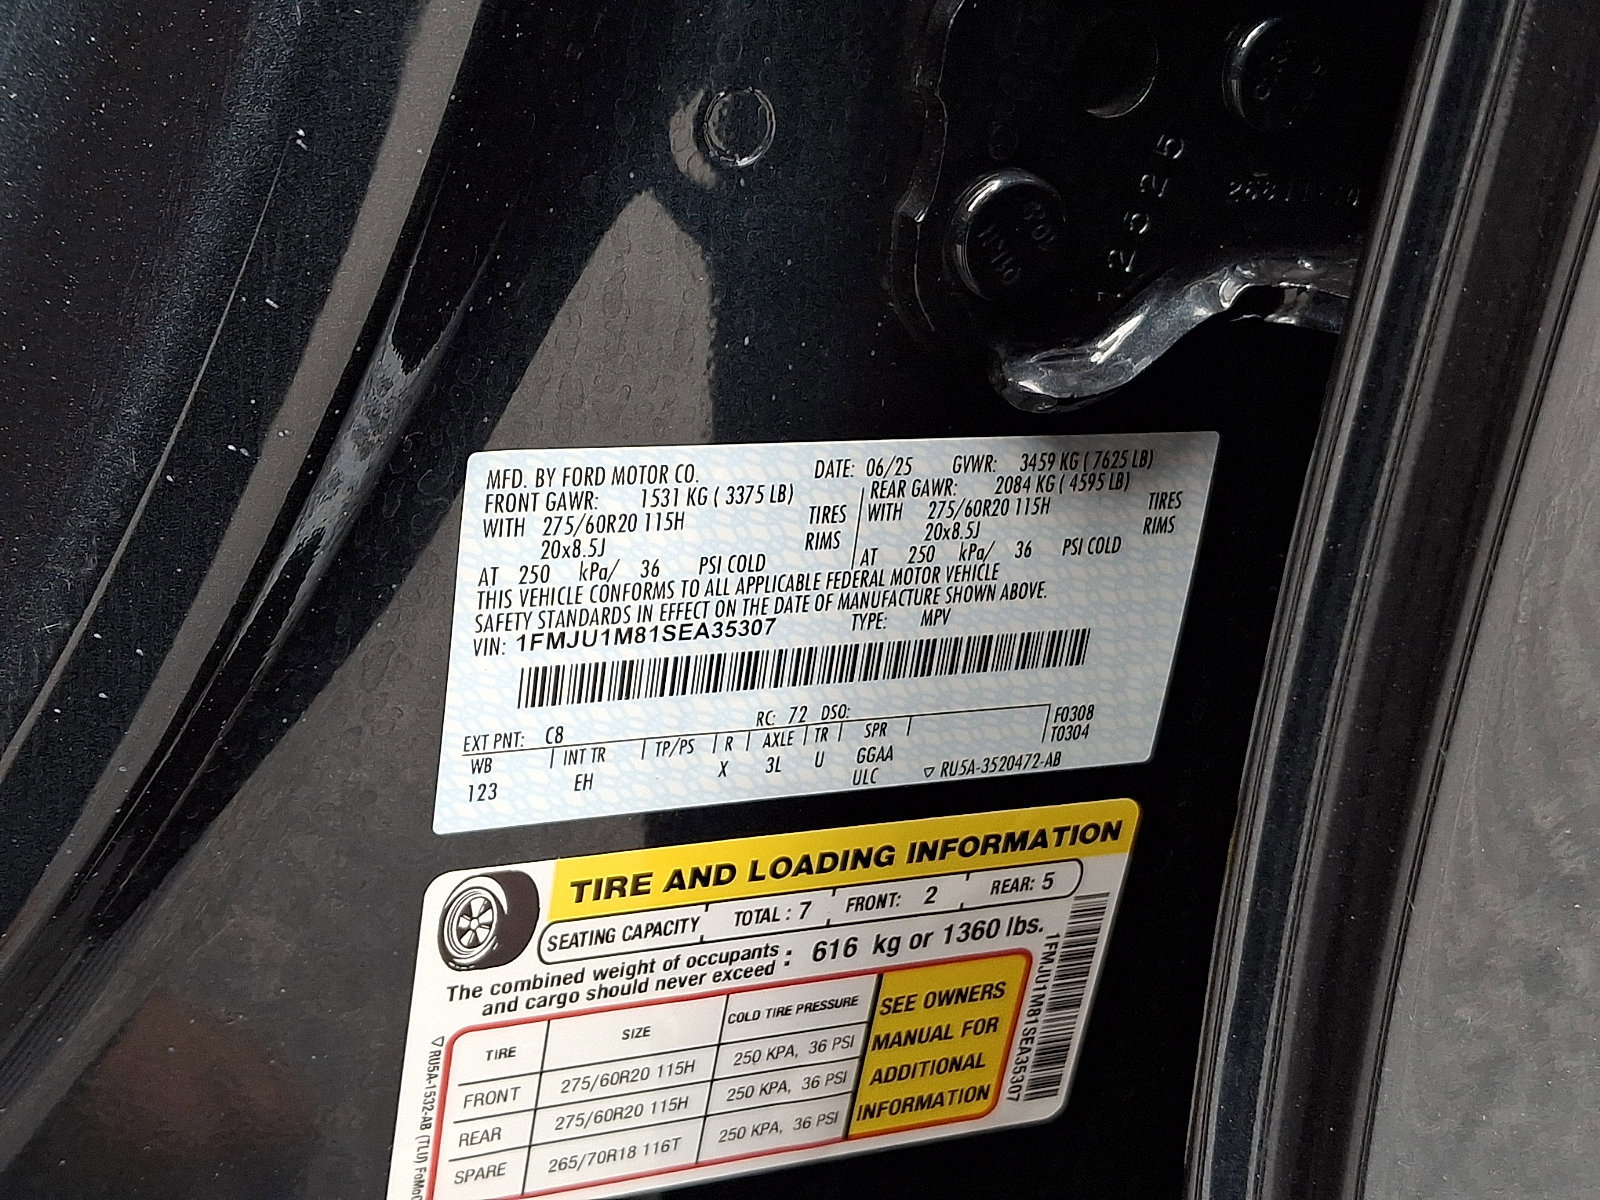 12625
MFD. BY FORD MOTOR CO. DATE: 06/25 GVWR: 3459 KG ( 7625 LB)
FRONT GAWR: 1531 KG ( 3375 LB) REAR GAWR: 2084 KG ( 4595 LB)
WITH 275/60R20 115H TIRES WITH 275/60R20 115H TIRES
20x8.5J RIMS 20x8.5J RIMS
AT 250 kPa/ 36 PSI COLD AT 250 kPa/ 36 PSI COLD
THIS VEHICLE CONFORMS TO ALL APPLICABLE FEDERAL MOTOR VEHICLE
SAFETY STANDARDS IN EFFECT ON THE DATE OF MANUFACTURE SHOWN ABOVE.
VIN: 1FMJU1M81SEA35307 TYPE: MPV
EXT PNT: C8 RC: 72 DSO: F0308
WB INT TR TP/PS R AXLE TR SPR T0304
123 EH X 3L U GGAA
ULC RU5A-3520472-AB
TIRE AND LOADING INFORMATION
SEATING CAPACITY TOTAL : 7 FRONT: 2 REAR: 5
The combined weight of occupants and cargo should never exceed : 616 kg or 1360 lbs.
TIRE SIZE COLD TIRE PRESSURE
FRONT 275/60R20 115H 250 KPA, 36 PSI
REAR 275/60R20 115H 250 KPA, 36 PSI
SPARE 265/70R18 116T 250 KPA, 36 PSI
SEE OWNERS
MANUAL FOR
ADDITIONAL
INFORMATION
1FMJU1M81SEA35307
RU5A-1532-AB (TLU) FoMoC